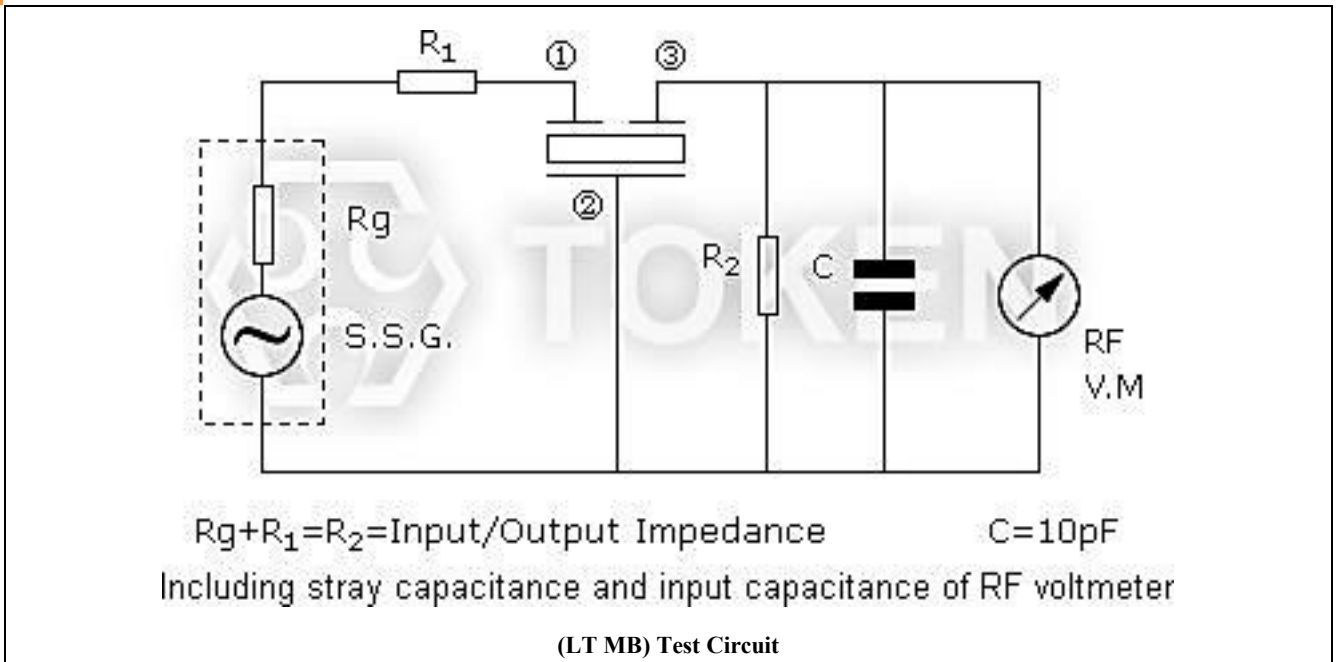 R1
①
③
②
Rg
S.S.G.
TOKEN
R2
C
RF
V.M
Rg+R1=R2=Input/Output Impedance
C=10pF
Including stray capacitance and input capacitance of RF voltmeter
(LT MB) Test Circuit